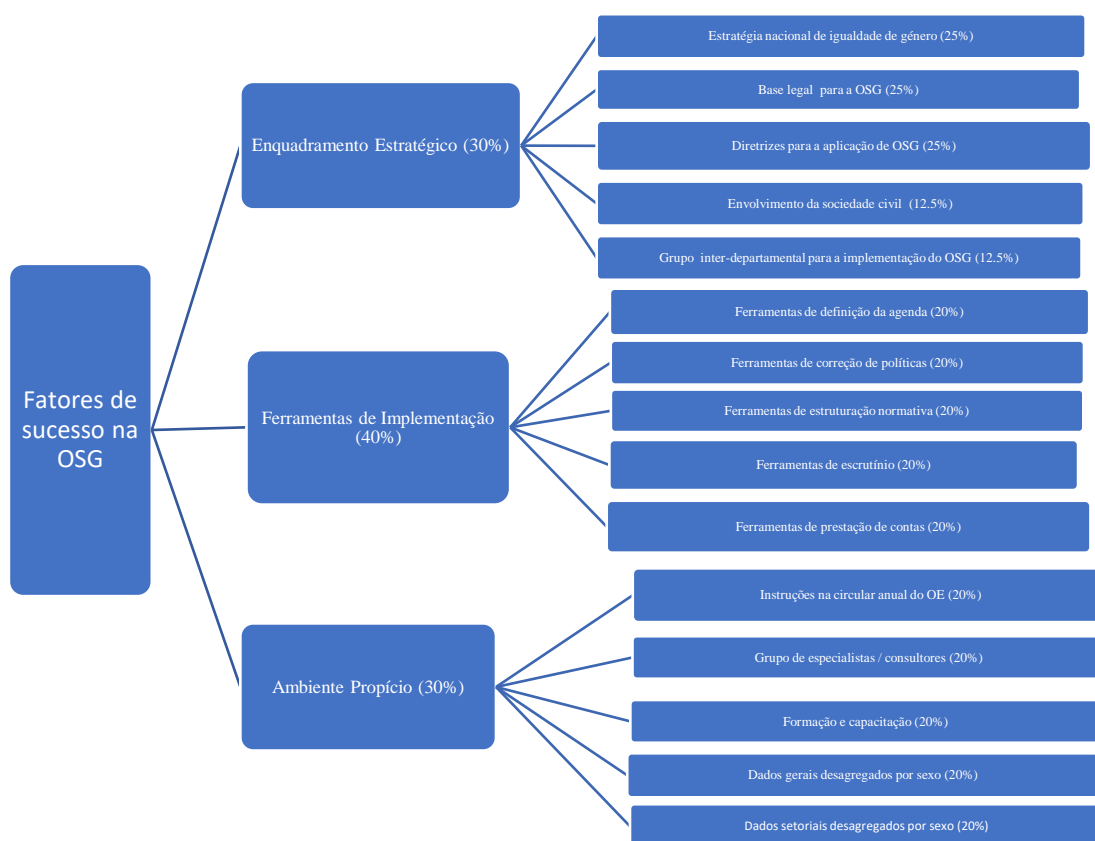 Fatores de
sucesso na
OSG
Enquadramento Estratégico (30%)
Estratégia nacional de igualdade de género (25%)
Base legal para a OSG (25%)
Diretrizes para a aplicação de OSG (25%)
Envolvimento da sociedade civil (12.5%)
Grupo inter-departamental para a implementação do OSG (12.5%)
Ferramentas de Implementação
(40%)
Ferramentas de definição da agenda (20%)
Ferramentas de correção de políticas (20%)
Ferramentas de estruturação normativa (20%)
Ferramentas de escrutínio (20%)
Ferramentas de prestação de contas (20%)
Ambiente Propício (30%)
Instruções na circular anual do OE (20%)
Grupo de especialistas / consultores (20%)
Formação e capacitação (20%)
Dados gerais desagregados por sexo (20%)
Dados setoriais desagregados por sexo (20%)